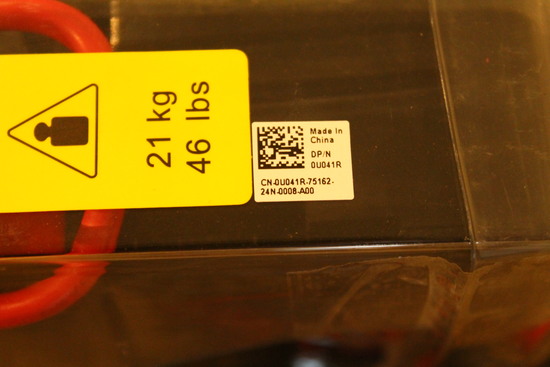 21 kg
46 lbs
Made In
China
DP/N
0U041R
CN-0U041R-75162-
24N-0008-A00